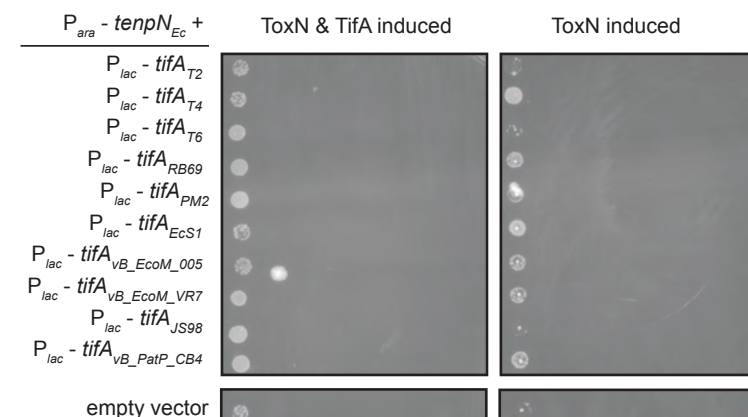 P_ara - tenpN_Ec + ToxN & TifA induced ToxN induced
P_lac - tifA_T2
P_lac - tifA_T4
P_lac - tifA_T6
P_lac - tifA_RB69
P_lac - tifA_PM2
P_lac - tifA_EcS1
P_lac - tifA_vB_EcoM_005
P_lac - tifA_vB_EcoM_VR7
P_lac - tifA_JS98
P_lac - tifA_vB_PatP_CB4
empty vector